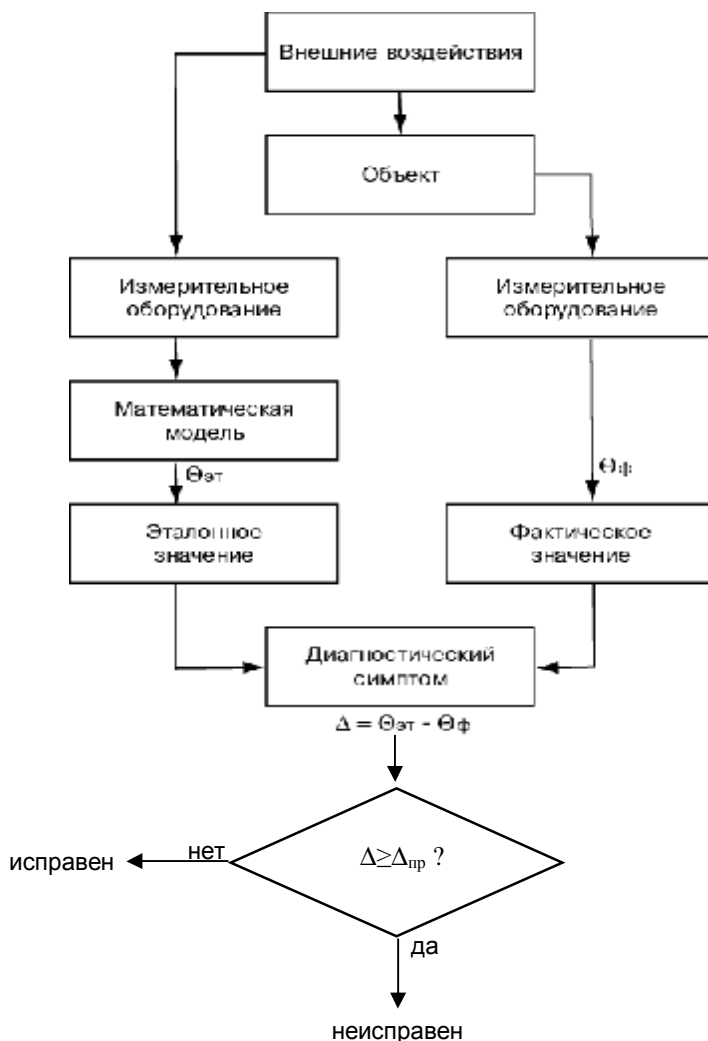 Внешние воздействия
Объект
Измерительное
оборудование
Измерительное
оборудование
Математическая
модель
Θэт
Θф
Эталонное
значение
Фактическое
значение
Диагностический
симптом
Δ = Θэт - Θф
Δ≥Δпр ?
нет
исправен
да
неисправен